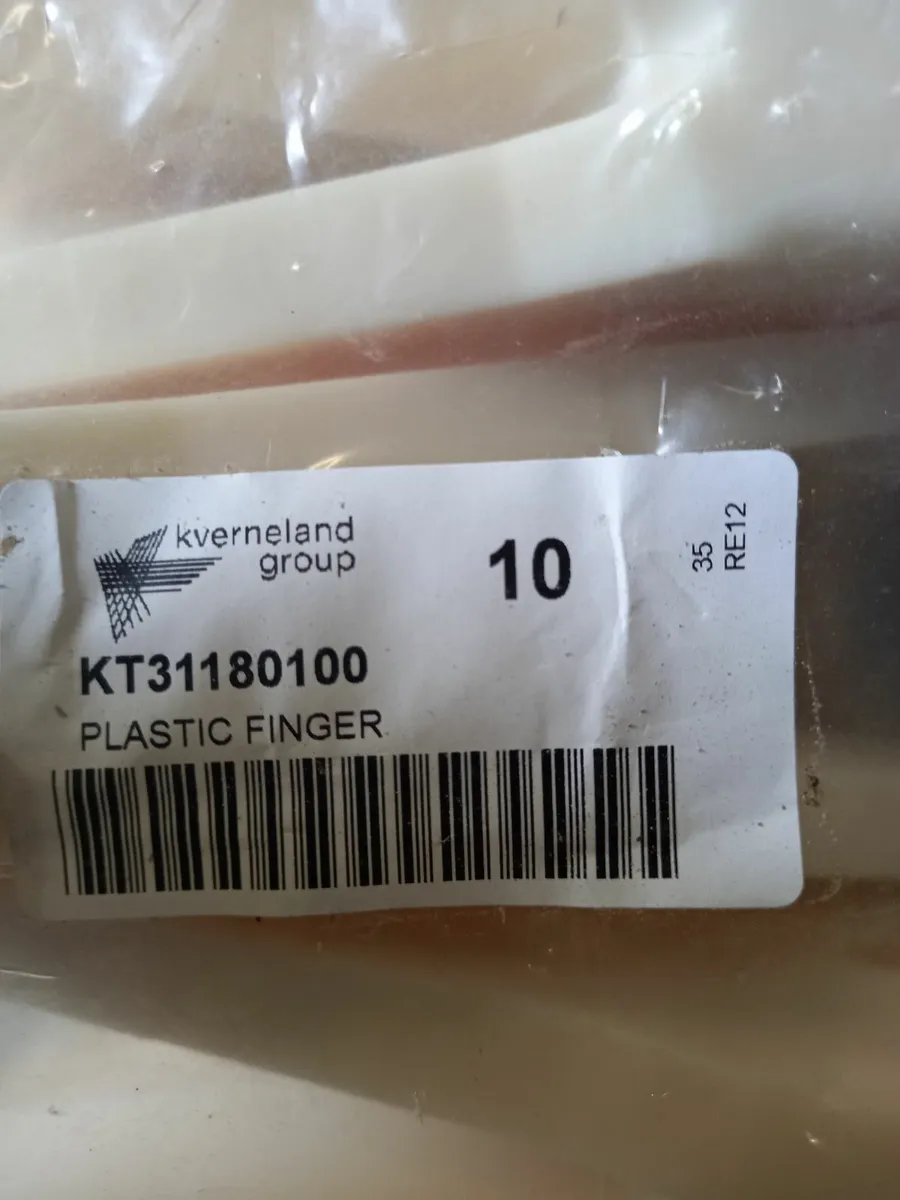 kverneland
group
10
35
RE12
KT31180100
PLASTIC FINGER